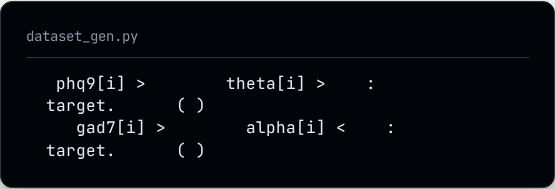 dataset_gen.py
phq9[i] > theta[i] > :
target. ( )
gad7[i] > alpha[i] < :
target. ( )